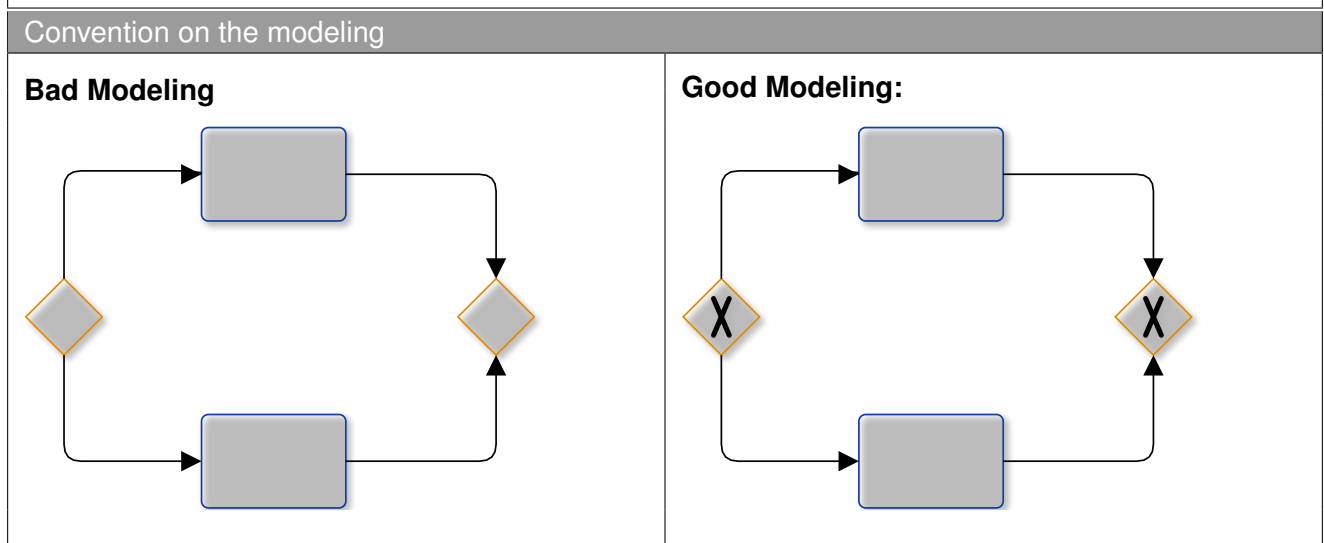 Convention on the modeling
Bad Modeling
Good Modeling:
X
X